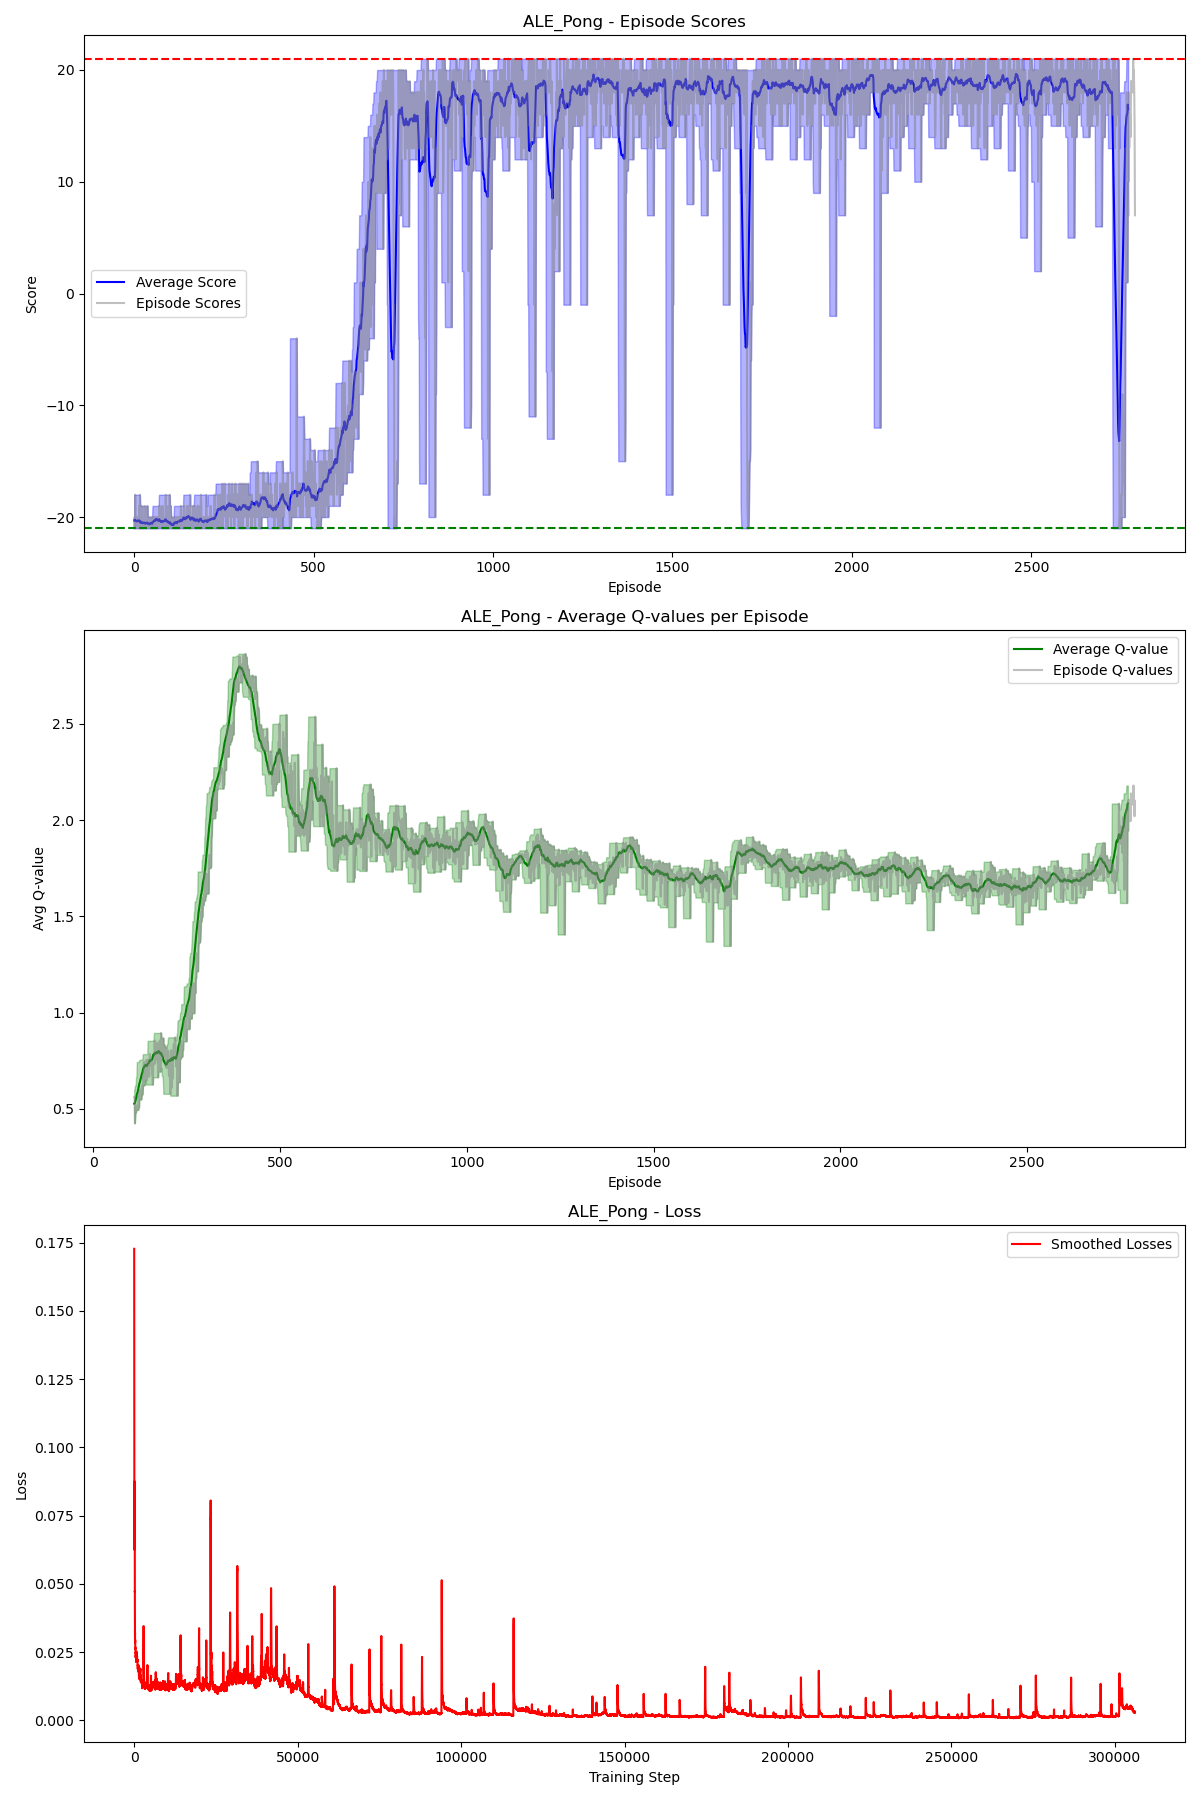 ALE_Pong - Episode Scores
20
10
0
−10
−20
Score
Average Score
Episode Scores
0 500 1000 1500 2000 2500
Episode
ALE_Pong - Average Q-values per Episode
2.5
2.0
1.5
1.0
0.5
Avg Q-value
Average Q-value
Episode Q-values
0 500 1000 1500 2000 2500
Episode
ALE_Pong - Loss
0.175
0.150
0.125
0.100
0.075
0.050
0.025
0.000
Loss
Smoothed Losses
0 50000 100000 150000 200000 250000 300000
Training Step